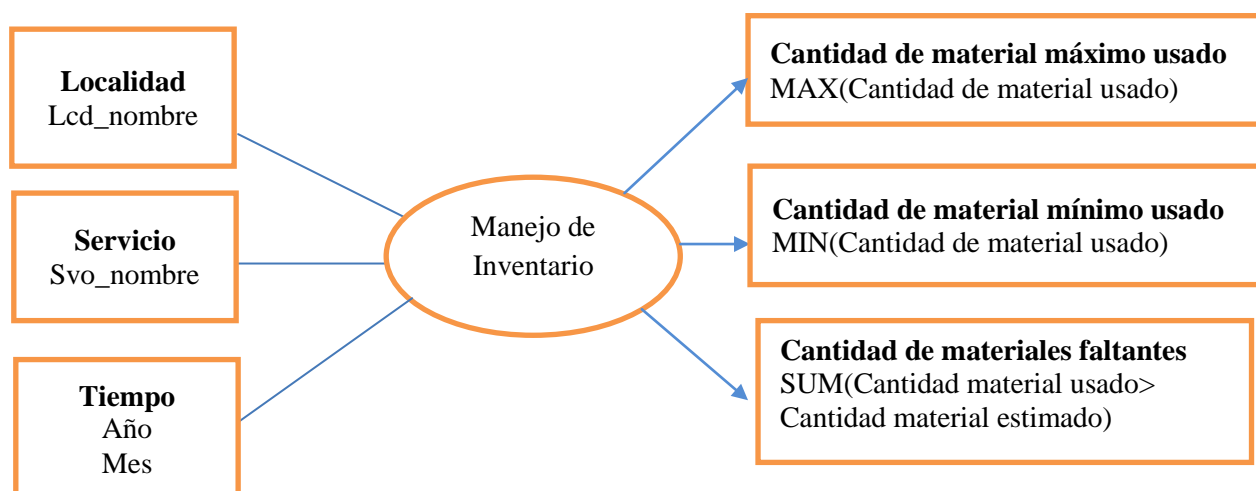 Localidad
Lcd_nombre
Servicio
Svo_nombre
Tiempo
Año
Mes
Manejo de
Inventario
Cantidad de material máximo usado
MAX(Cantidad de material usado)
Cantidad de material mínimo usado
MIN(Cantidad de material usado)
Cantidad de materiales faltantes
SUM(Cantidad material usado>
Cantidad material estimado)